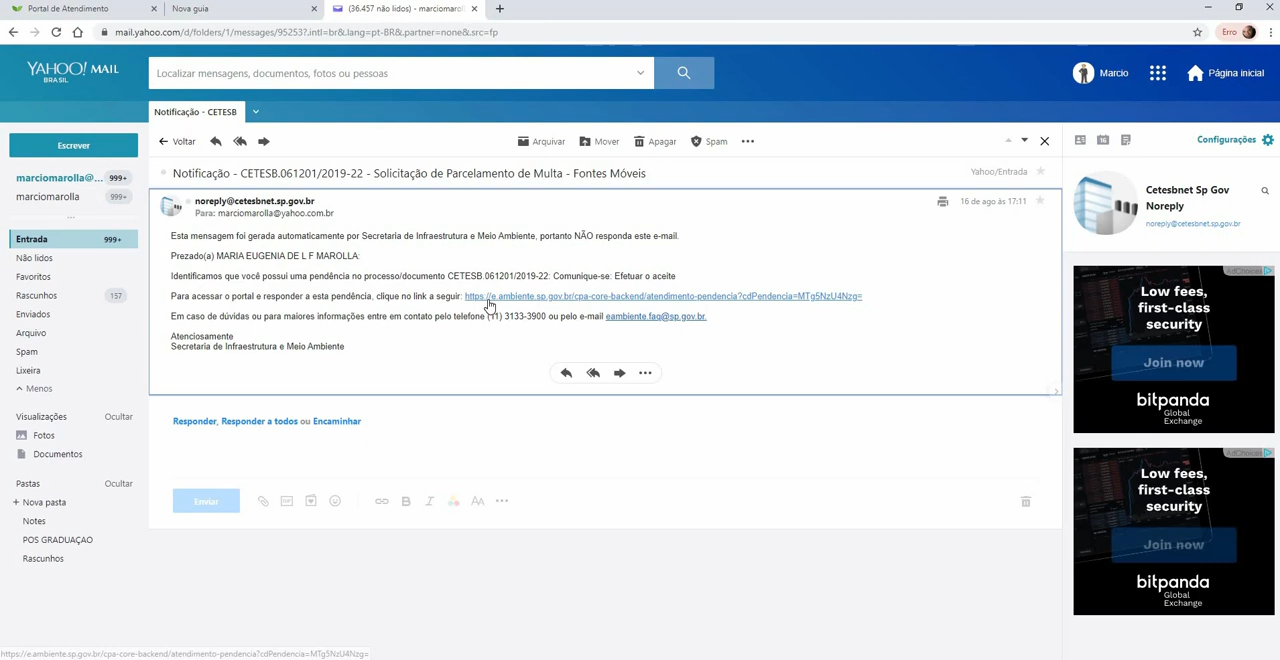 Portal de Atendimento
Nova guia
(36.457 não lidos) - marciomaroll
mail.yahoo.com/d/folders/1/messages/95253?.intl=br&.lang=pt-BR&.partner=none&.src=fp
Erro
YAHOO! MAIL
BRASIL
Localizar mensagens, documentos, fotos ou pessoas
Marcio
Página inicial
Notificação - CETESB
Escrever
Voltar
Arquivar
Mover
Apagar
Spam
Configurações
marciomarolla@... 999+
marciomarolla 999+
Entrada 999+
Não lidos
Favoritos
Rascunhos 157
Enviados
Arquivo
Spam
Lixeira
Menos
Visualizações Ocultar
Fotos
Documentos
Pastas Ocultar
+ Nova pasta
Notes
POS GRADUAÇAO
Rascunhos
Notificação - CETESB.061201/2019-22 - Solicitação de Parcelamento de Multa - Fontes Móveis
Yahoo/Entrada
noreply@cetesbnet.sp.gov.br
16 de ago às 17:11
Para: marciomarolla@yahoo.com.br
Esta mensagem foi gerada automaticamente por Secretaria de Infraestrutura e Meio Ambiente, portanto NÃO responda este e-mail.
Prezado(a) MARIA EUGENIA DE L F MAROLLA:
Identificamos que você possui uma pendência no processo/documento CETESB.061201/2019-22: Comunique-se: Efetuar o aceite
Para acessar o portal e responder a esta pendência, clique no link a seguir: https://e.ambiente.sp.gov.br/cpa-core-backend/atendimento-pendencia?cdPendencia=MTg5NzU4Nzg=
Em caso de dúvidas ou para maiores informações entre em contato pelo telefone (11) 3133-3900 ou pelo e-mail eambiente.faq@sp.gov.br.
Atenciosamente
Secretaria de Infraestrutura e Meio Ambiente
Responder, Responder a todos ou Encaminhar
Enviar
Cetesbnet Sp Gov
Noreply
noreply@cetesbnet.sp.gov.br
AdChoices
Low fees,
first-class
security
Join now
bitpanda
Global
Exchange
AdChoices
Low fees,
first-class
security
Join now
bitpanda
Global
Exchange
https://e.ambiente.sp.gov.br/cpa-core-backend/atendimento-pendencia?cdPendencia=MTg5NzU4Nzg=